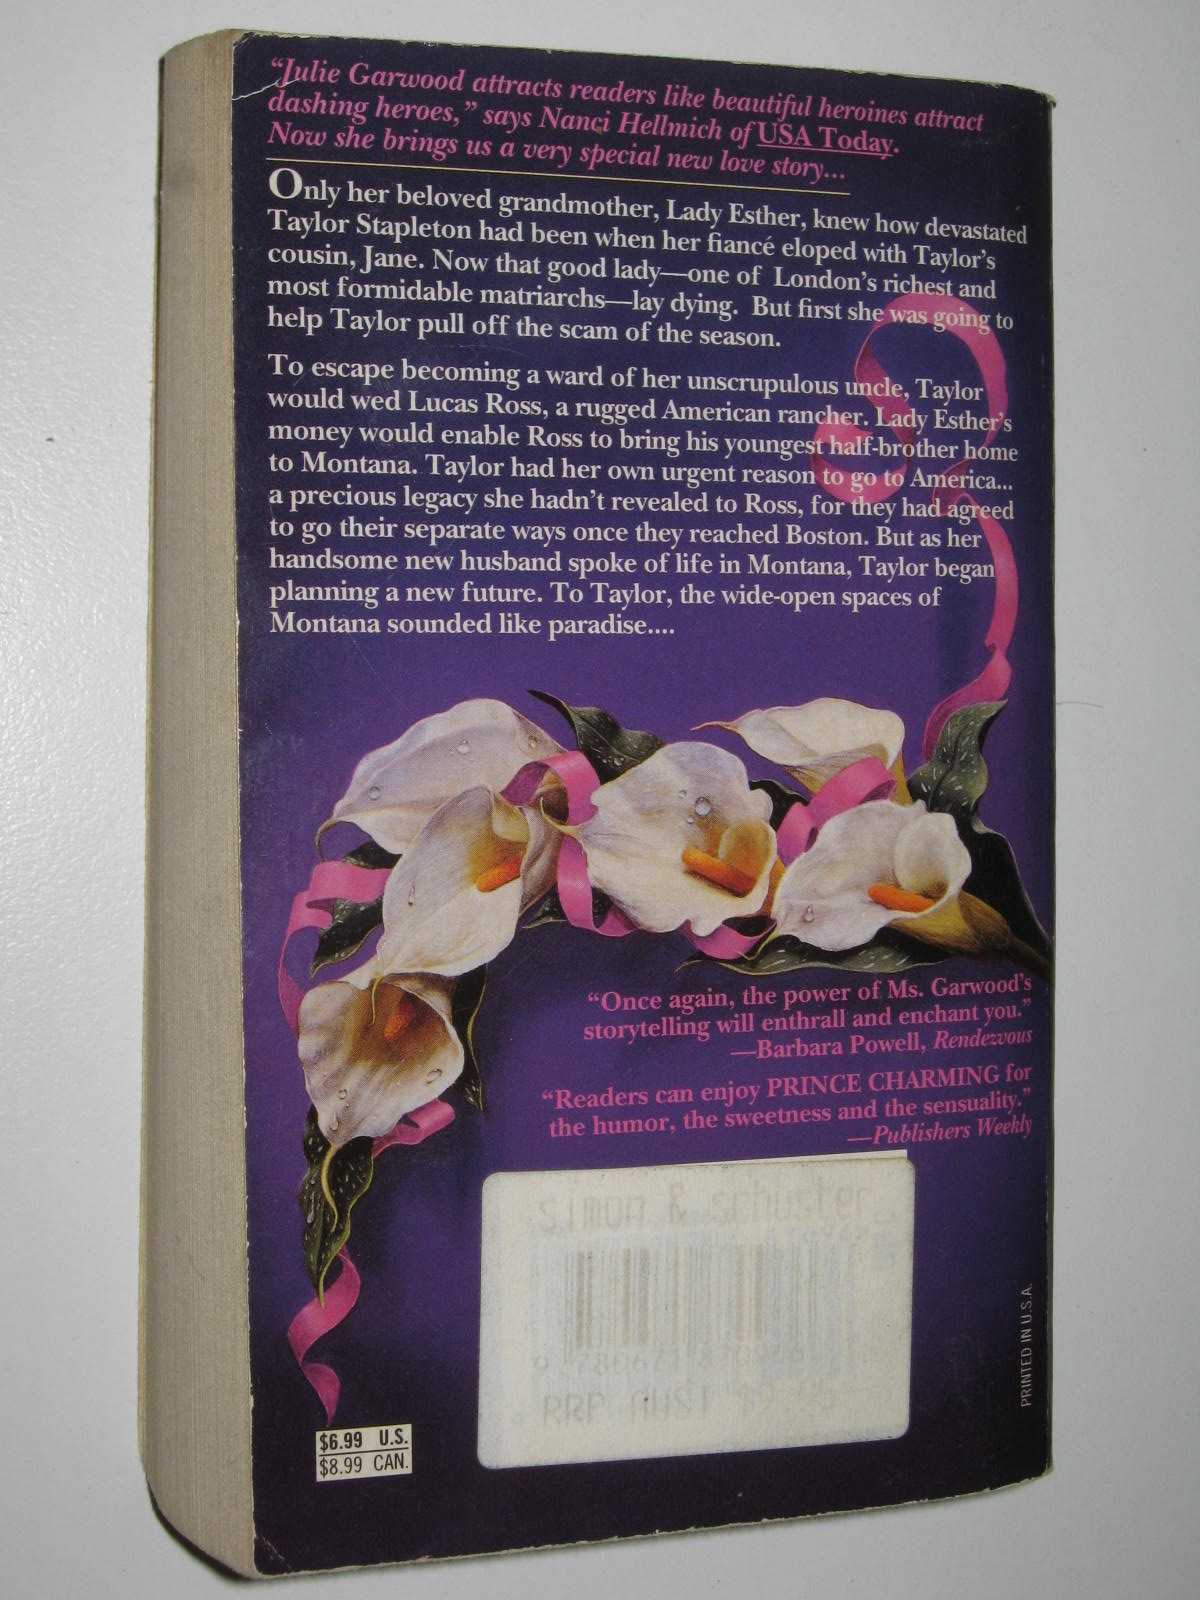 “Julie Garwood attracts readers like beautiful heroines attract
dashing heroes,” says Nanci Hellmich of USA Today.
Now she brings us a very special new love story...
Only her beloved grandmother, Lady Esther, knew how devastated
Taylor Stapleton had been when her fiancé eloped with Taylor's
cousin, Jane. Now that good lady—one of London's richest and
most formidable matriarchs—lay dying. But first she was going to
help Taylor pull off the scam of the season.
To escape becoming a ward of her unscrupulous uncle, Taylor
would wed Lucas Ross, a rugged American rancher. Lady Esther's
money would enable Ross to bring his youngest half-brother home
to Montana. Taylor had her own urgent reason to go to America...
a precious legacy she hadn't revealed to Ross, for they had agreed
to go their separate ways once they reached Boston. But as her
handsome new husband spoke of life in Montana, Taylor began
planning a new future. To Taylor, the wide-open spaces of
Montana sounded like paradise....
“Once again, the power of Ms. Garwood's
storytelling will enthrall and enchant you.”
—Barbara Powell, Rendezvous
“Readers can enjoy PRINCE CHARMING for
the humor, the sweetness and the sensuality.”
—Publishers Weekly
Simon & Schuster
RRP AUST $
PRINTED IN U.S.A.
$6.99 U.S.
$8.99 CAN.